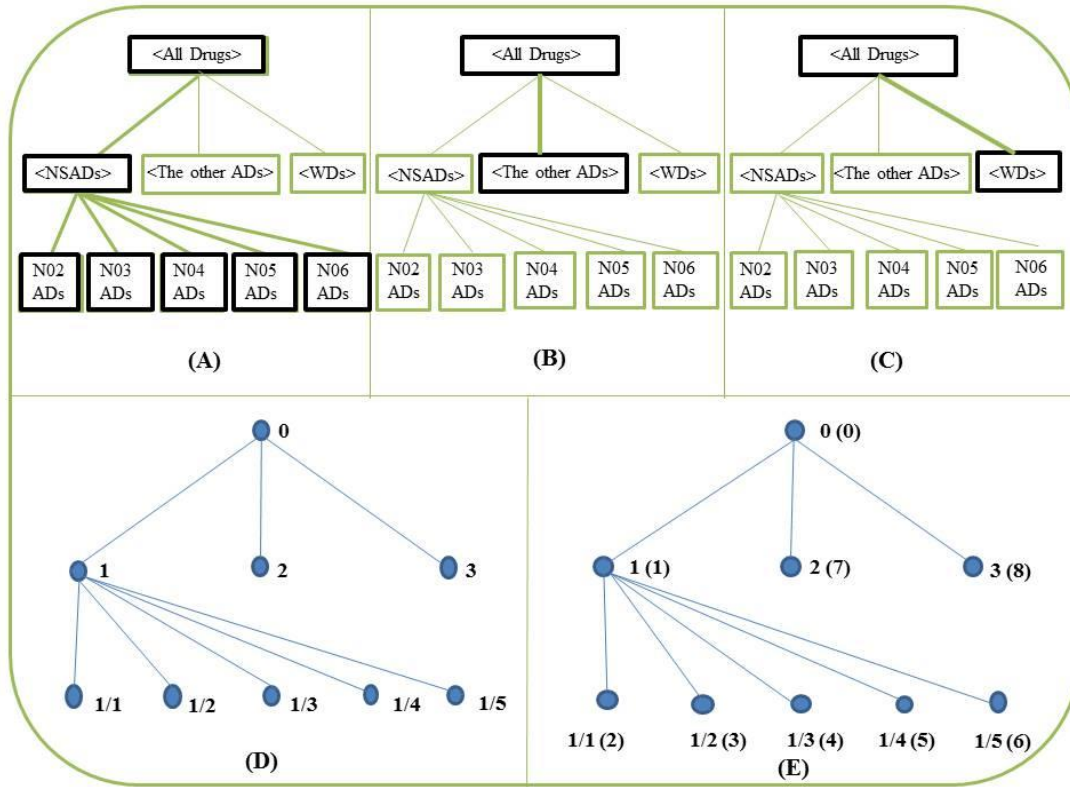 <All Drugs>
<NSADs> <The other ADs> <WDs>
N02 N03 N04 N05 N06
ADs ADs ADs ADs ADs
(A)
<All Drugs>
<NSADs> <The other ADs> <WDs>
N02 N03 N04 N05 N06
ADs ADs ADs ADs ADs
(B)
<All Drugs>
<NSADs> <The other ADs> <WDs>
N02 N03 N04 N05 N06
ADs ADs ADs ADs ADs
(C)
0
1 2 3
1/1 1/2 1/3 1/4 1/5
(D)
0 (0)
1 (1) 2 (7) 3 (8)
1/1 (2) 1/2 (3) 1/3 (4) 1/4 (5) 1/5 (6)
(E)